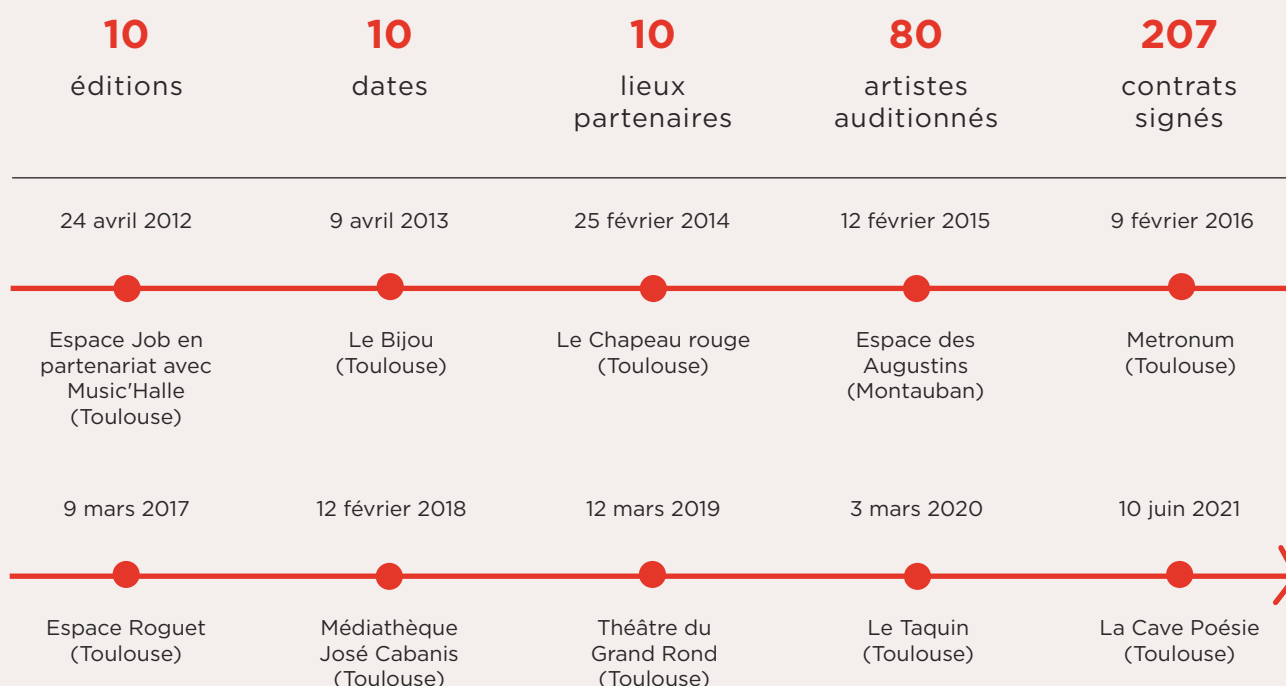 10
éditions
10
dates
10
lieux
partenaires
80
artistes
auditionnés
207
contrats
signés
24 avril 2012
9 avril 2013
25 février 2014
12 février 2015
9 février 2016
Espace Job en
partenariat avec
Music'Halle
(Toulouse)
Le Bijou
(Toulouse)
Le Chapeau rouge
(Toulouse)
Espace des
Augustins
(Montauban)
Metronum
(Toulouse)
9 mars 2017
12 février 2018
12 mars 2019
3 mars 2020
10 juin 2021
Espace Roguet
(Toulouse)
Médiathèque
José Cabanis
(Toulouse)
Théâtre du
Grand Rond
(Toulouse)
Le Taquin
(Toulouse)
La Cave Poésie
(Toulouse)